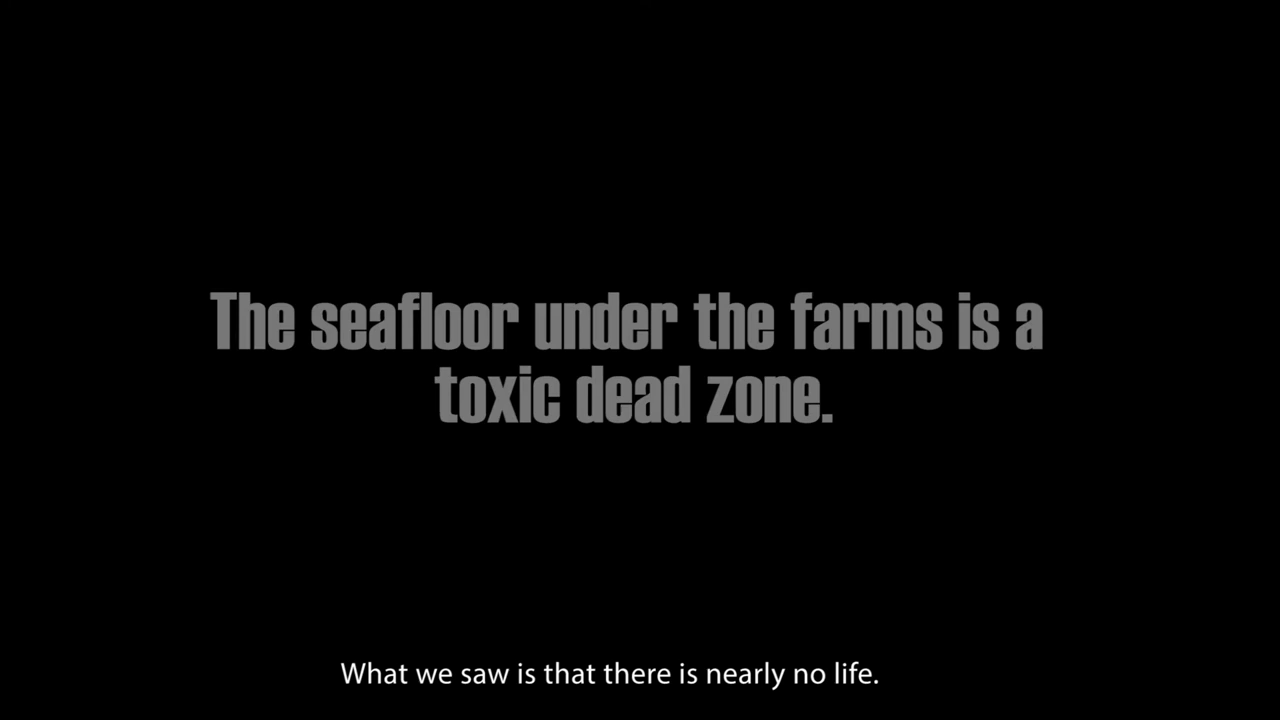 The seafloor under the farms is a
toxic dead zone.
What we saw is that there is nearly no life.